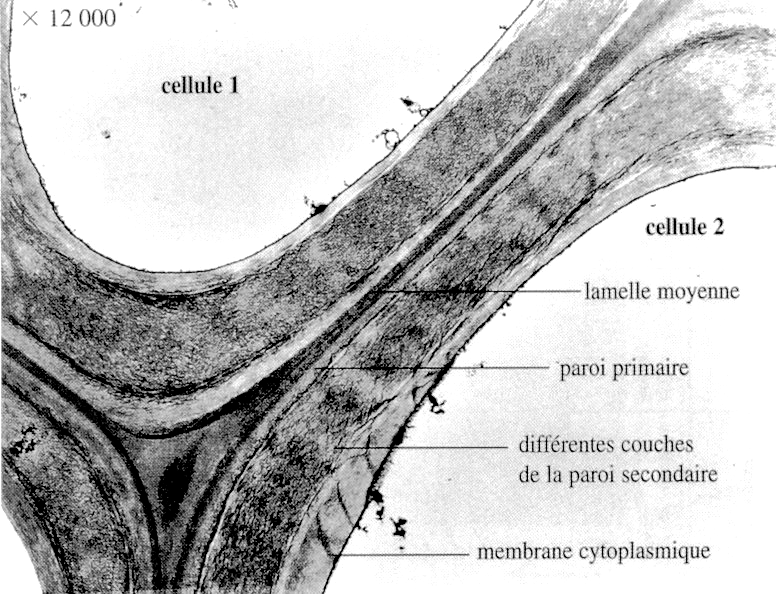 × 12 000
cellule 1
cellule 2
lamelle moyenne
paroi primaire
différentes couches
de la paroi secondaire
membrane cytoplasmique